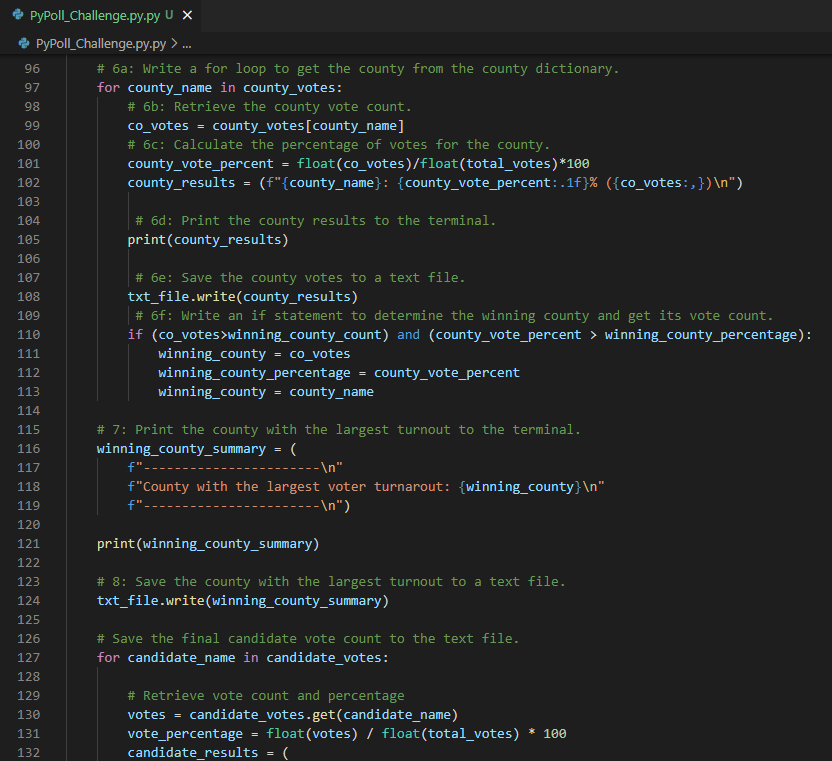 PyPoll_Challenge.py.py U ×
PyPoll_Challenge.py.py > ...
96 # 6a: Write a for loop to get the county from the county dictionary.
97 for county_name in county_votes:
98 # 6b: Retrieve the county vote count.
99 co_votes = county_votes[county_name]
100 # 6c: Calculate the percentage of votes for the county.
101 county_vote_percent = float(co_votes)/float(total_votes)*100
102 county_results = (f"{county_name}: {county_vote_percent:.1f}% ({co_votes:,})\n")
103
104 # 6d: Print the county results to the terminal.
105 print(county_results)
106
107 # 6e: Save the county votes to a text file.
108 txt_file.write(county_results)
109 # 6f: Write an if statement to determine the winning county and get its vote count.
110 if (co_votes>winning_county_count) and (county_vote_percent > winning_county_percentage):
111 winning_county = co_votes
112 winning_county_percentage = county_vote_percent
113 winning_county = county_name
114
115 # 7: Print the county with the largest turnout to the terminal.
116 winning_county_summary = (
117 f"-----------------------\n"
118 f"County with the largest voter turnarout: {winning_county}\n"
119 f"-----------------------\n")
120
121 print(winning_county_summary)
122
123 # 8: Save the county with the largest turnout to a text file.
124 txt_file.write(winning_county_summary)
125
126 # Save the final candidate vote count to the text file.
127 for candidate_name in candidate_votes:
128
129 # Retrieve vote count and percentage
130 votes = candidate_votes.get(candidate_name)
131 vote_percentage = float(votes) / float(total_votes) * 100
132 candidate_results = (